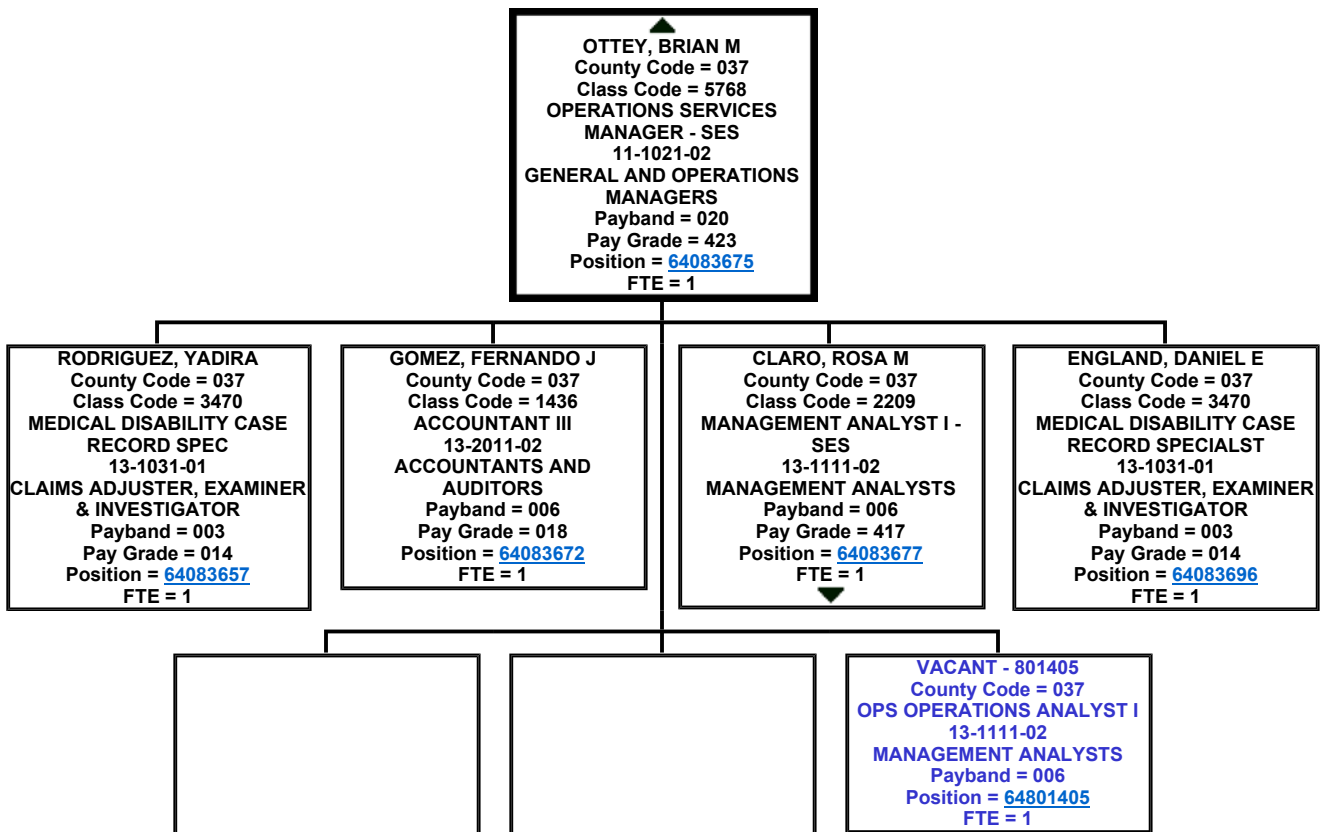 OTTEY, BRIAN M
County Code = 037
Class Code = 5768
OPERATIONS SERVICES
MANAGER - SES
11-1021-02
GENERAL AND OPERATIONS
MANAGERS
Payband = 020
Pay Grade = 423
Position = 64083675
FTE = 1
RODRIGUEZ, YADIRA
County Code = 037
Class Code = 3470
MEDICAL DISABILITY CASE
RECORD SPEC
13-1031-01
CLAIMS ADJUSTER, EXAMINER
& INVESTIGATOR
Payband = 003
Pay Grade = 014
Position = 64083657
FTE = 1
GOMEZ, FERNANDO J
County Code = 037
Class Code = 1436
ACCOUNTANT III
13-2011-02
ACCOUNTANTS AND
AUDITORS
Payband = 006
Pay Grade = 018
Position = 64083672
FTE = 1
CLARO, ROSA M
County Code = 037
Class Code = 2209
MANAGEMENT ANALYST I -
SES
13-1111-02
MANAGEMENT ANALYSTS
Payband = 006
Pay Grade = 417
Position = 64083677
FTE = 1
ENGLAND, DANIEL E
County Code = 037
Class Code = 3470
MEDICAL DISABILITY CASE
RECORD SPECIALST
13-1031-01
CLAIMS ADJUSTER, EXAMINER
& INVESTIGATOR
Payband = 003
Pay Grade = 014
Position = 64083696
FTE = 1
VACANT - 801405
County Code = 037
OPS OPERATIONS ANALYST I
13-1111-02
MANAGEMENT ANALYSTS
Payband = 006
Position = 64801405
FTE = 1